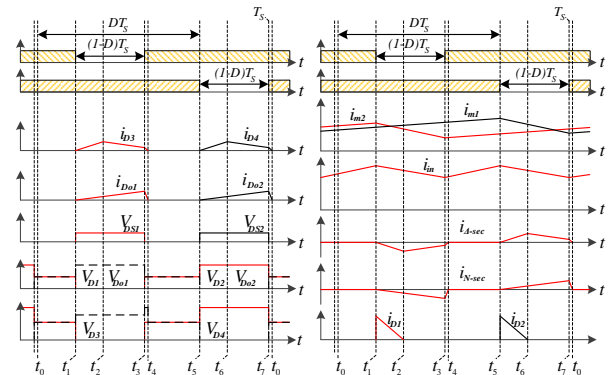 T_S T_S
DT_S DT_S
(1-D)T_S (1-D)T_S
t t
(1-D)T_S (1-D)T_S
t t
i_m2 i_m1
i_D3 i_D4 t
t i_in
i_Do1 i_Do2 t
t
V_DS1 V_DS2 i_Δ-sec
t t
V_D1 V_Do1 V_D2 V_Do2 i_N-sec
t t
V_D3 V_D4 i_D1 i_D2
t t
t_0 t_1 t_2 t_3 t_4 t_5 t_6 t_7 t_0 t_0 t_1 t_2 t_3 t_4 t_5 t_6 t_7 t_0